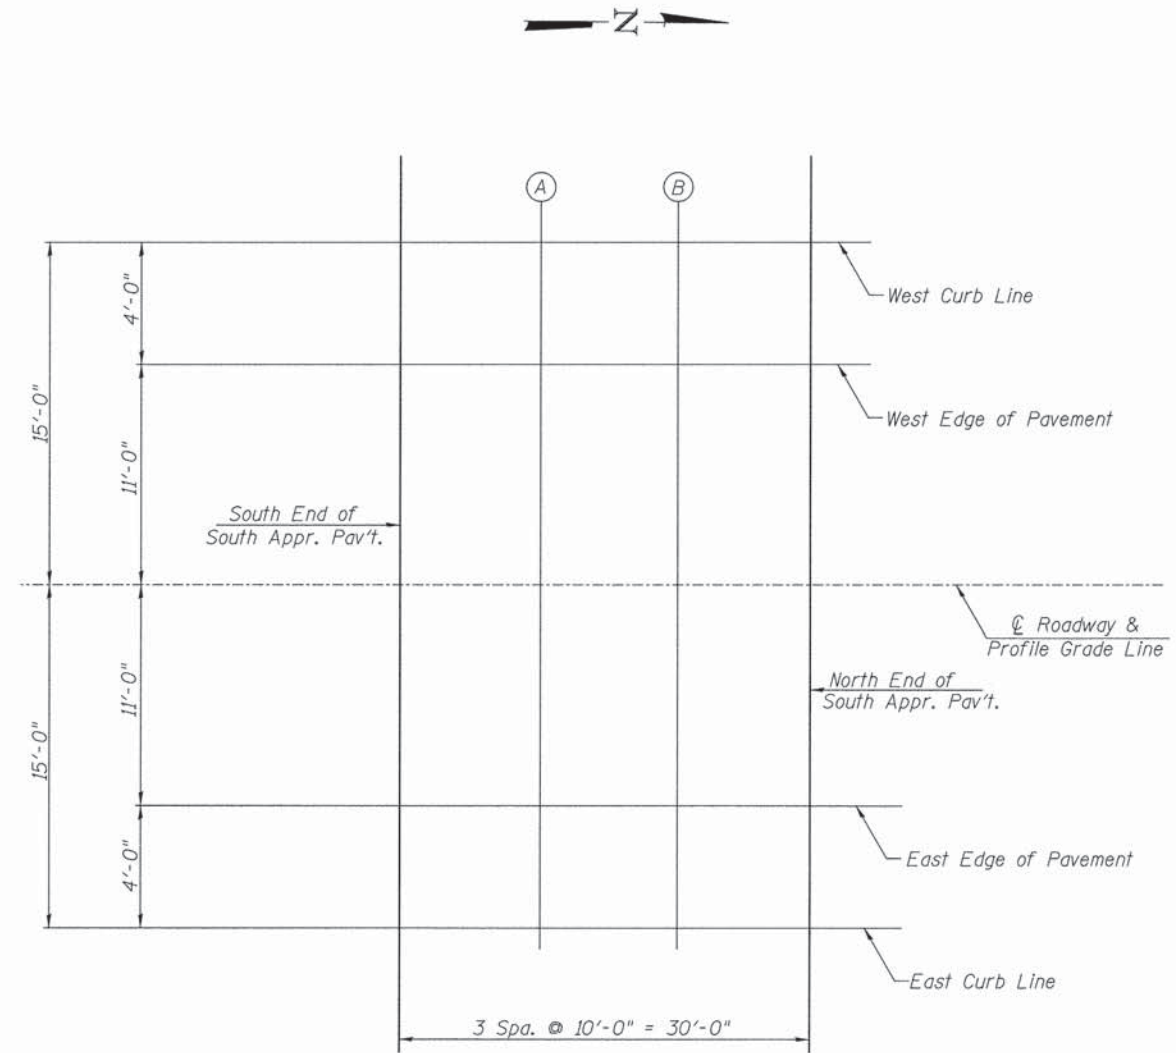 N
A
B
4'-0"
15'-0"
West Curb Line
West Edge of Pavement
11'-0"
South End of
South Appr. Pav't.
℄ Roadway &
Profile Grade Line
11'-0"
15'-0"
North End of
South Appr. Pav't.
4'-0"
East Edge of Pavement
East Curb Line
3 Spa. @ 10'-0" = 30'-0"